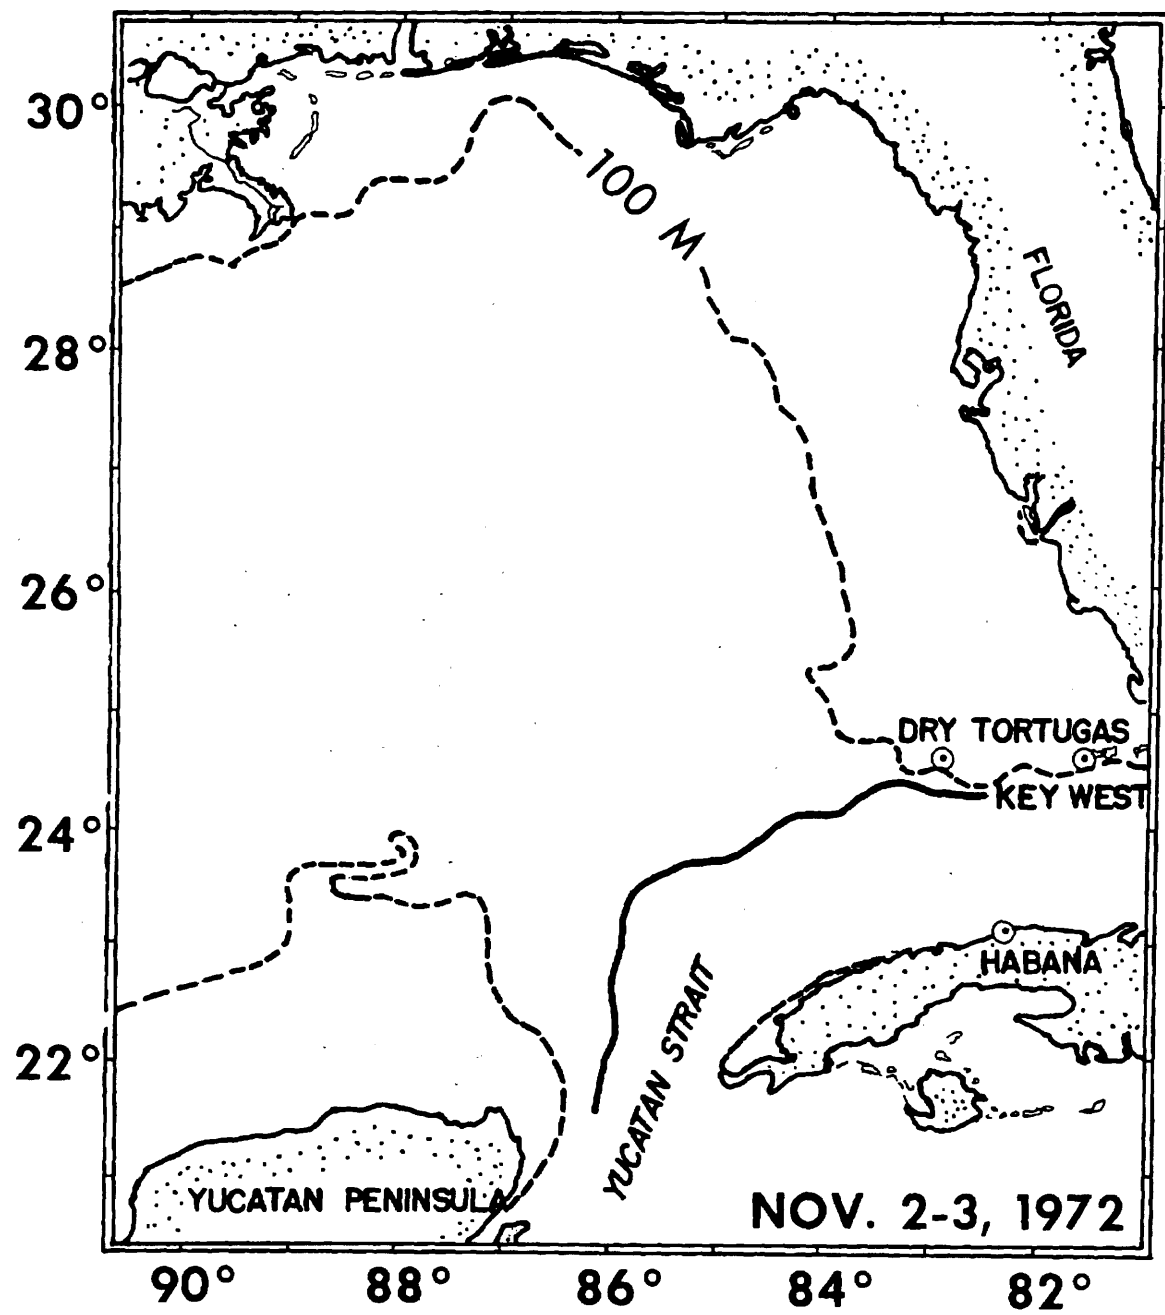 30°
100 M
FLORIDA
28°
26°
DRY TORTUGAS
KEY WEST
24°
HABANA
YUCATAN STRAIT
22°
YUCATAN PENINSULA
NOV. 2-3, 1972
90° 88° 86° 84° 82°